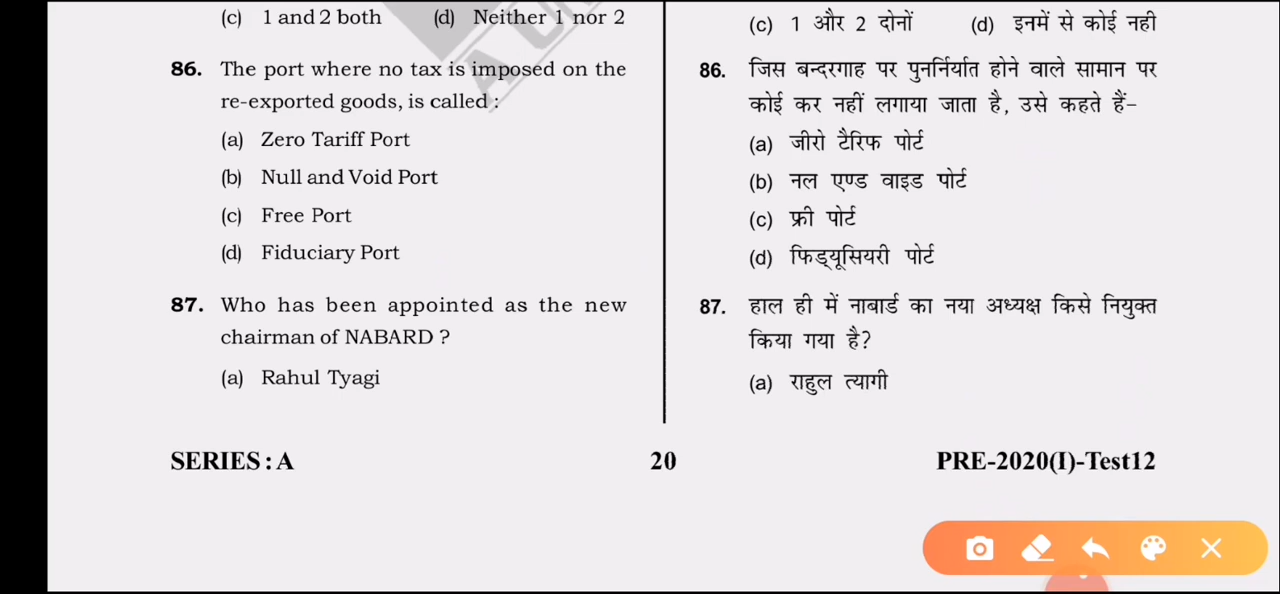 (c) 1 and 2 both (d) Neither 1 nor 2
86. The port where no tax is imposed on the
re-exported goods, is called :
(a) Zero Tariff Port
(b) Null and Void Port
(c) Free Port
(d) Fiduciary Port
87. Who has been appointed as the new
chairman of NABARD ?
(a) Rahul Tyagi
(c) 1 और 2 दोनों (d) इनमें से कोई नही
86. जिस बन्दरगाह पर पुनर्निर्यात होने वाले सामान पर
कोई कर नहीं लगाया जाता है, उसे कहते हैं-
(a) जीरो टैरिफ पोर्ट
(b) नल एण्ड वाइड पोर्ट
(c) फ्री पोर्ट
(d) फिड्यूसियरी पोर्ट
87. हाल ही में नाबार्ड का नया अध्यक्ष किसे नियुक्त
किया गया है?
(a) राहुल त्यागी
SERIES : A 20 PRE-2020(I)-Test12